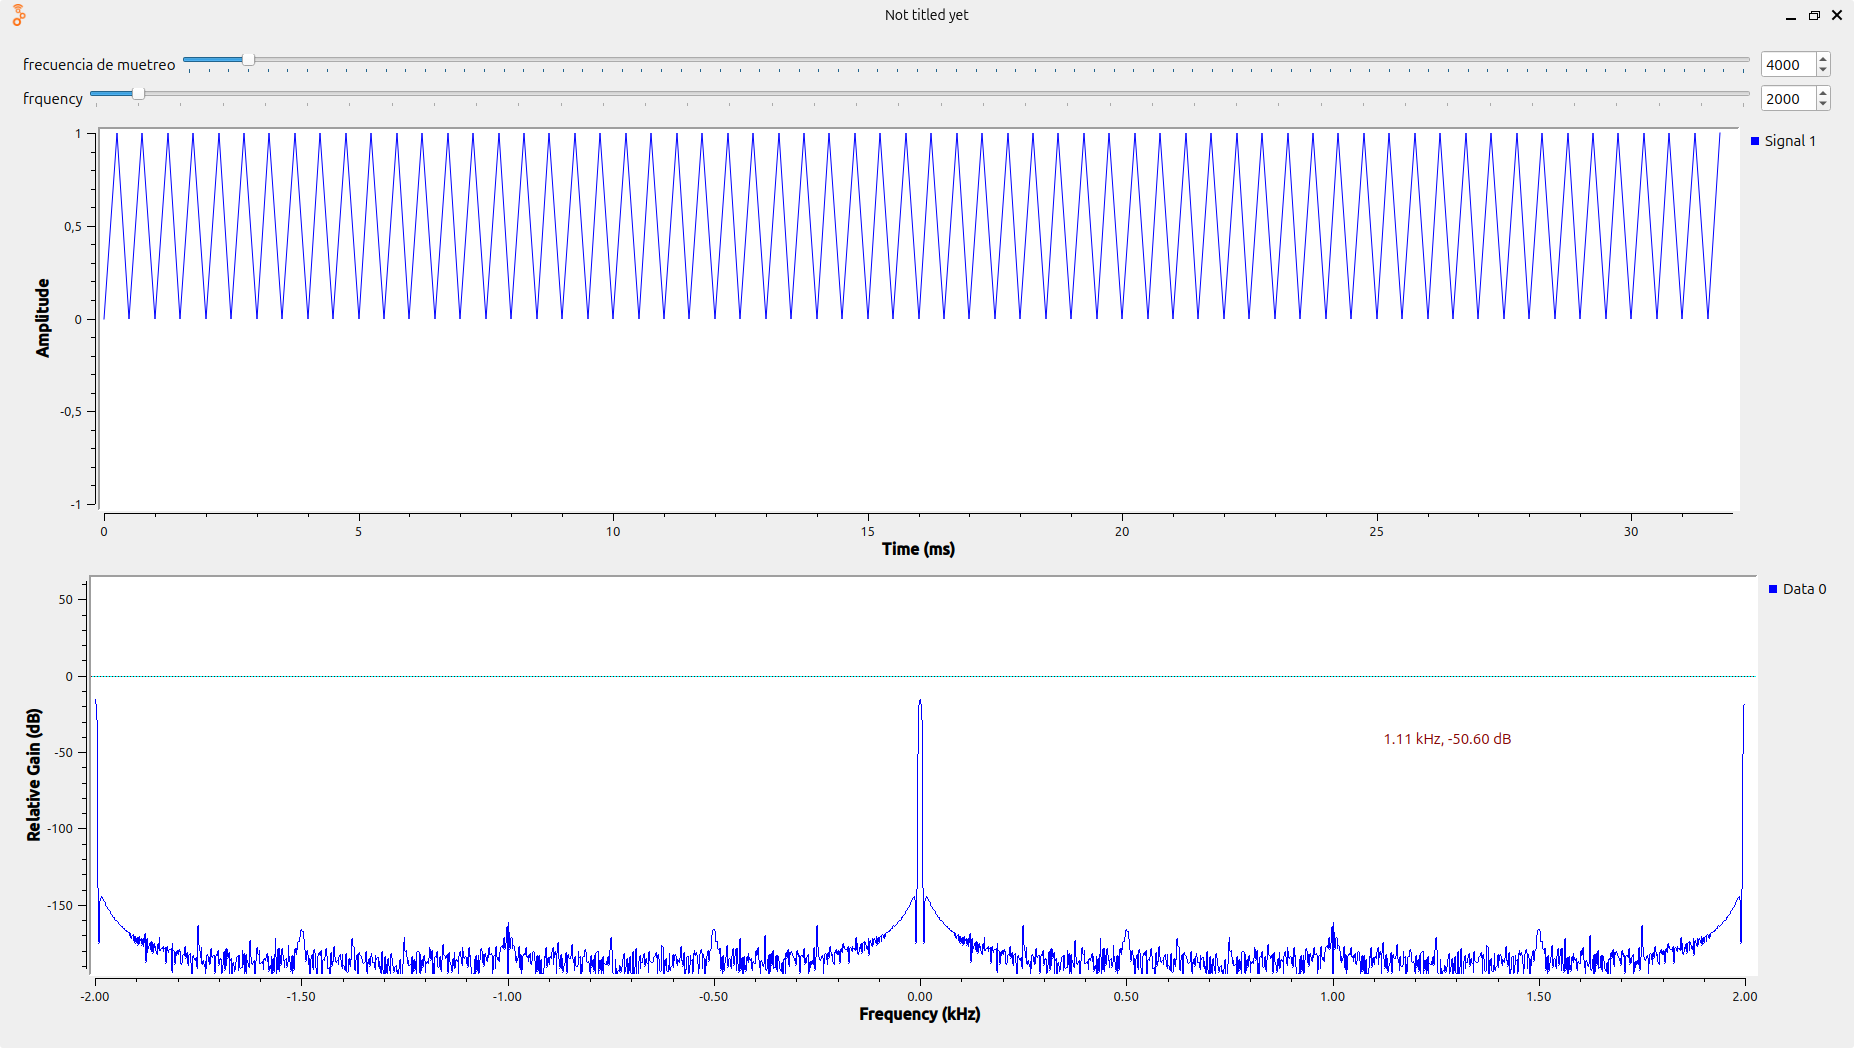 Not titled yet
frecuencia de muetreo 4000
frquency 2000
1
0,5
0
-0,5
-1
Amplitude
Signal 1
0 5 10 15 20 25 30
Time (ms)
50
0
-50
-100
-150
Relative Gain (dB)
Data 0
1.11 kHz, -50.60 dB
-2.00 -1.50 -1.00 -0.50 0.00 0.50 1.00 1.50 2.00
Frequency (kHz)